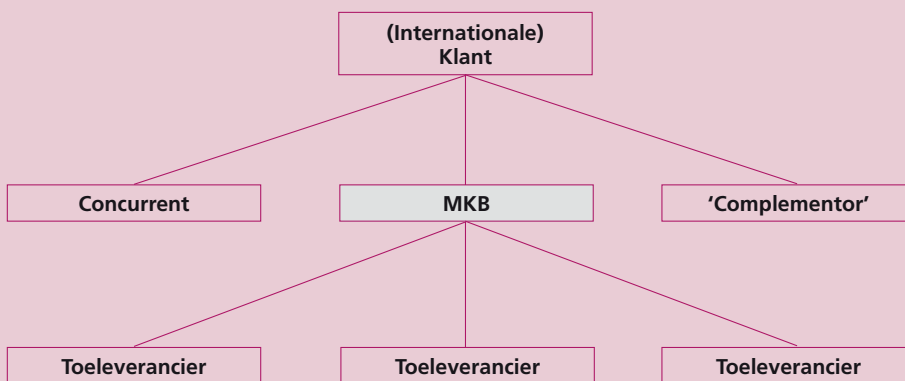 (Internationale)
Klant
Concurrent
MKB
‘Complementor’
Toeleverancier
Toeleverancier
Toeleverancier